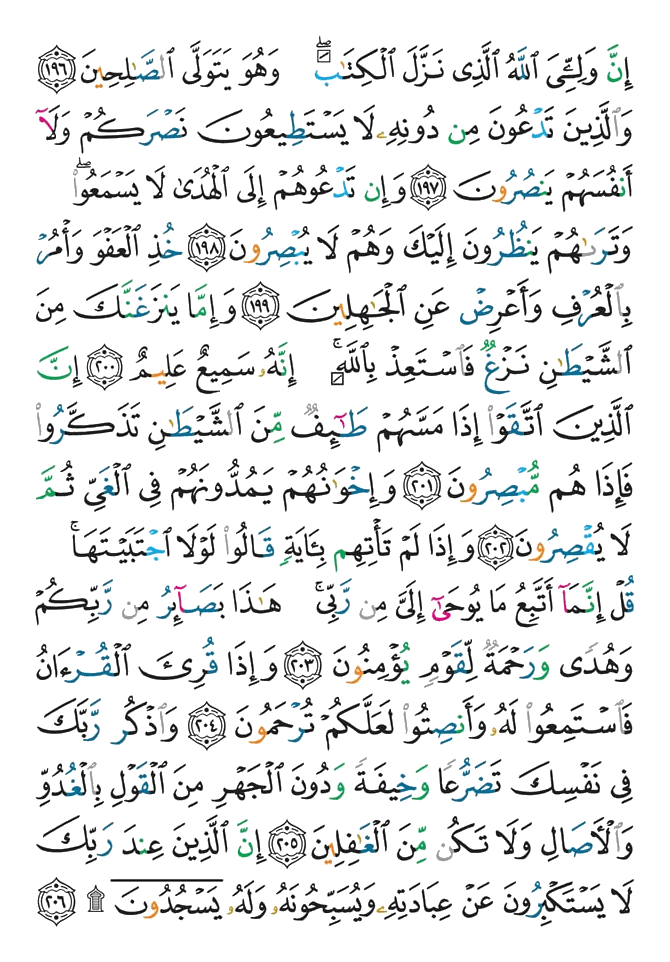 إِنَّ وَلِـِّۧيَ ٱللَّهُ ٱلَّذِى نَزَّلَ ٱلْكِتَٰبَ ۖ وَهُوَ يَتَوَلَّى ٱلصَّٰلِحِينَ ١٩٦
وَٱلَّذِينَ تَدْعُونَ مِن دُونِهِۦ لَا يَسْتَطِيعُونَ نَصْرَكُمْ وَلَآ
أَنفُسَهُمْ يَنصُرُونَ ١٩٧ وَإِن تَدْعُوهُمْ إِلَى ٱلْهُدَىٰ لَا يَسْمَعُوا۟ ۖ
وَتَرَىٰهُمْ يَنظُرُونَ إِلَيْكَ وَهُمْ لَا يُبْصِرُونَ ١٩٨ خُذِ ٱلْعَفْوَ وَأْمُرْ
بِٱلْعُرْفِ وَأَعْرِضْ عَنِ ٱلْجَٰهِلِينَ ١٩٩ وَإِمَّا يَنزَغَنَّكَ مِنَ
ٱلشَّيْطَٰنِ نَزْغٌ فَٱسْتَعِذْ بِٱللَّهِ ۚ إِنَّهُۥ سَمِيعٌ عَلِيمٌ ٢٠٠ إِنَّ
ٱلَّذِينَ ٱتَّقَوْا۟ إِذَا مَسَّهُمْ طَٰٓئِفٌ مِّنَ ٱلشَّيْطَٰنِ تَذَكَّرُوا۟
فَإِذَا هُم مُّبْصِرُونَ ٢٠١ وَإِخْوَٰنُهُمْ يَمُدُّونَهُمْ فِى ٱلْغَىِّ ثُمَّ
لَا يُقْصِرُونَ ٢٠٢ وَإِذَا لَمْ تَأْتِهِم بِـَٔايَةٍ قَالُوا۟ لَوْلَا ٱجْتَبَيْتَهَا ۚ
قُلْ إِنَّمَآ أَتَّبِعُ مَا يُوحَىٰٓ إِلَىَّ مِن رَّبِّى ۚ هَٰذَا بَصَآئِرُ مِن رَّبِّكُمْ
وَهُدًى وَرَحْمَةٌ لِّقَوْمٍ يُؤْمِنُونَ ٢٠٣ وَإِذَا قُرِئَ ٱلْقُرْءَانُ
فَٱسْتَمِعُوا۟ لَهُۥ وَأَنصِتُوا۟ لَعَلَّكُمْ تُرْحَمُونَ ٢٠٤ وَٱذْكُر رَّبَّكَ
فِى نَفْسِكَ تَضَرُّعًا وَخِيفَةً وَدُونَ ٱلْجَهْرِ مِنَ ٱلْقَوْلِ بِٱلْغُدُوِّ
وَٱلْءَاصَالِ وَلَا تَكُن مِّنَ ٱلْغَٰفِلِينَ ٢٠٥ إِنَّ ٱلَّذِينَ عِندَ رَبِّكَ
لَا يَسْتَكْبِرُونَ عَنْ عِبَادَتِهِۦ وَيُسَبِّحُونَهُۥ وَلَهُۥ يَسْجُدُونَ ۩ ٢٠٦